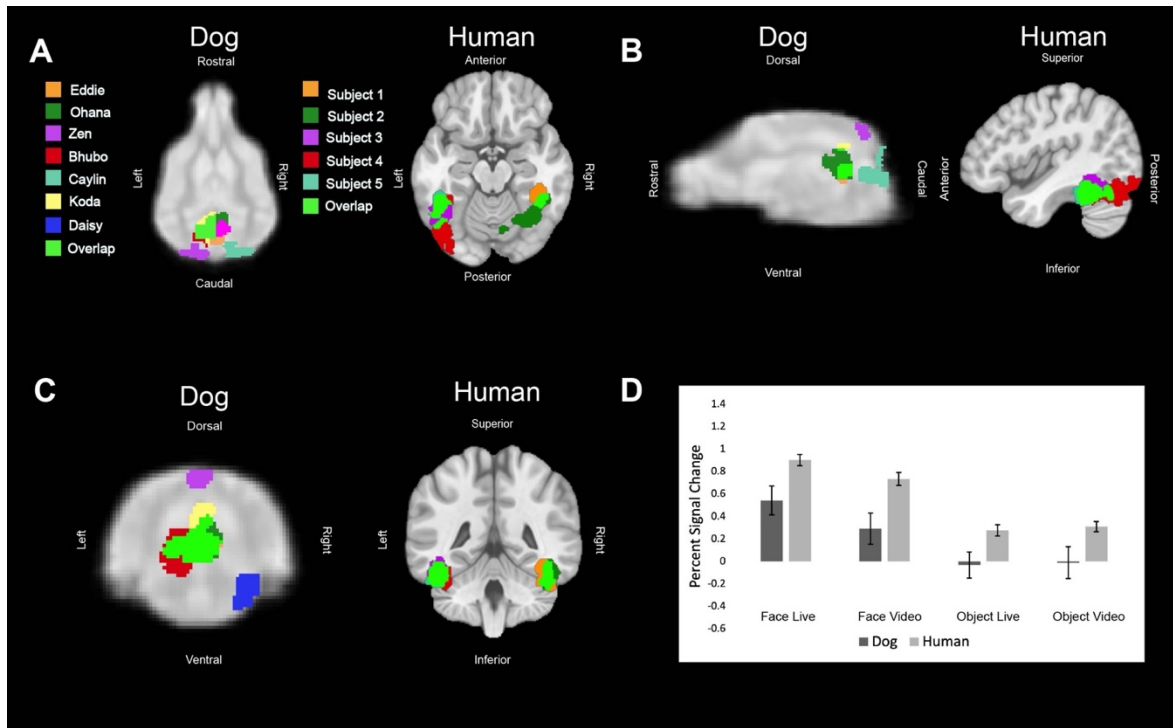 A
Dog
Rostral
Eddie
Ohana
Zen
Bhubo
Caylin
Koda
Daisy
Overlap
Left
Right
Caudal
Human
Anterior
Subject 1
Subject 2
Subject 3
Subject 4
Subject 5
Overlap
Left
Right
Posterior
B
Dog
Dorsal
Rostral
Caudal
Ventral
Human
Superior
Anterior
Posterior
Inferior
C
Dog
Dorsal
Left
Right
Ventral
Human
Superior
Left
Right
Inferior
D
Percent Signal Change
1.4
1.2
1
0.8
0.6
0.4
0.2
0
-0.2
-0.4
-0.6
Face Live Face Video Object Live Object Video
Dog Human